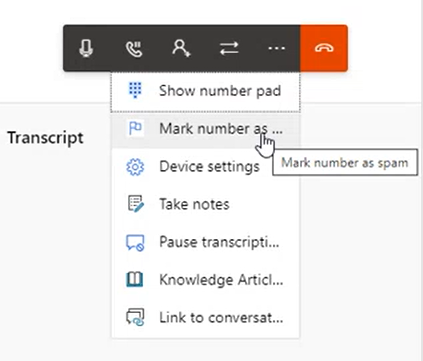 Show number pad
Transcript
Mark number as ...
Mark number as spam
Device settings
Take notes
Pause transcripti...
Knowledge Articl...
Link to conversat...